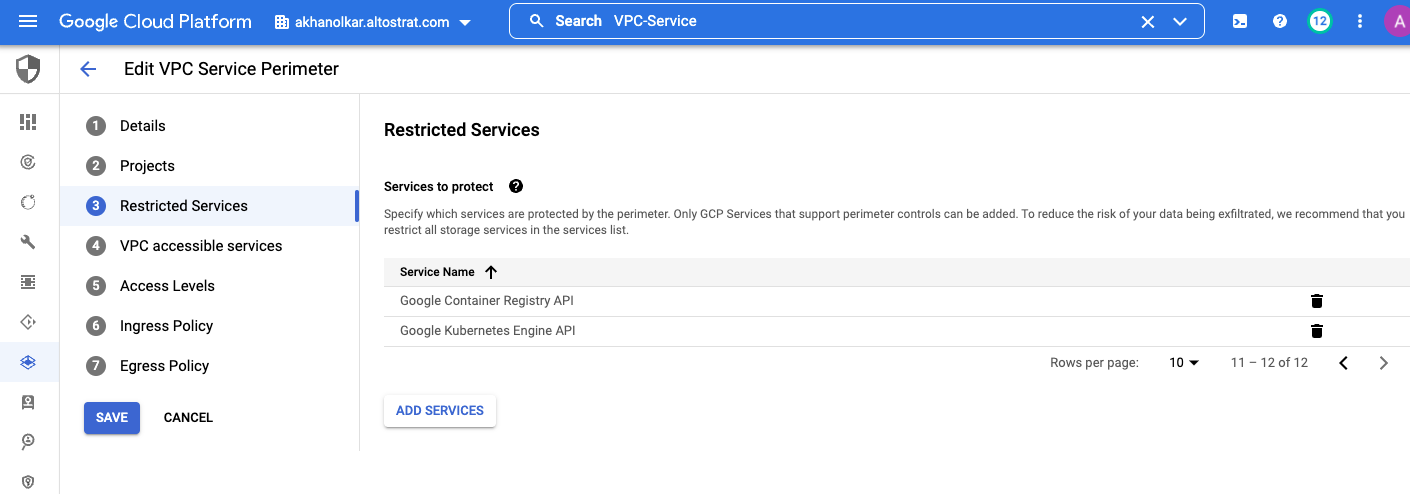 Google Cloud Platform
akhanolkar.altostrat.com
Search VPC-Service
12
A
Edit VPC Service Perimeter
1 Details
2 Projects
3 Restricted Services
4 VPC accessible services
5 Access Levels
6 Ingress Policy
7 Egress Policy
SAVE CANCEL
Restricted Services
Services to protect
Specify which services are protected by the perimeter. Only GCP Services that support perimeter controls can be added. To reduce the risk of your data being exfiltrated, we recommend that you
restrict all storage services in the services list.
Service Name
Google Container Registry API
Google Kubernetes Engine API
Rows per page: 10 11 – 12 of 12
ADD SERVICES